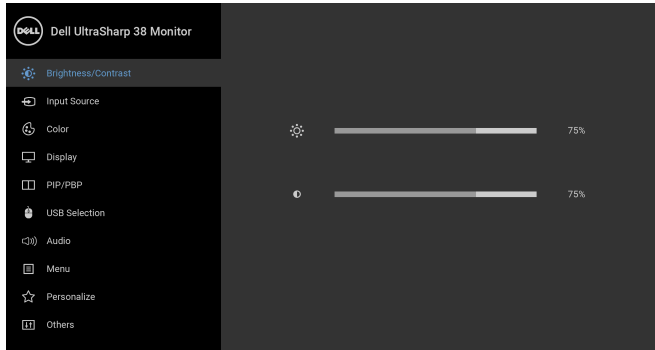 DELL Dell UltraSharp 38 Monitor
Brightness/Contrast
Input Source
Color
75%
Display
PIP/PBP
75%
USB Selection
Audio
Menu
Personalize
Others